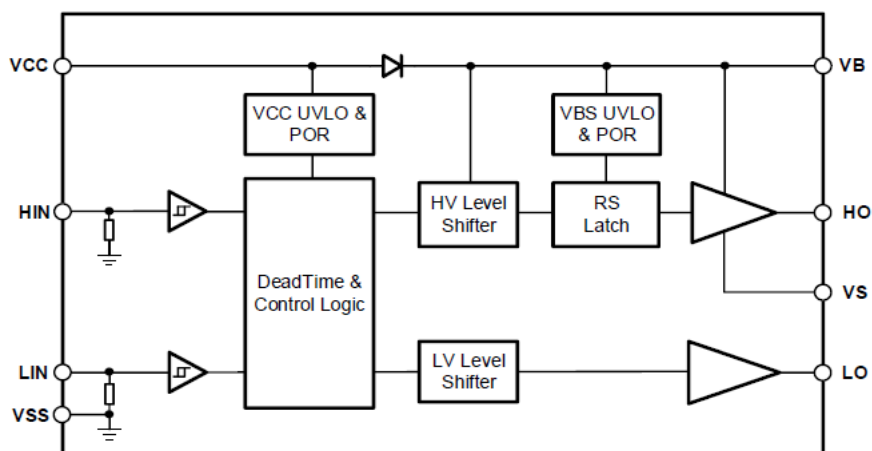 VCC
VB
VCC UVLO &
POR
VBS UVLO
& POR
HIN
HV Level
Shifter
RS
Latch
HO
DeadTime &
Control Logic
VS
LIN
LV Level
Shifter
LO
VSS